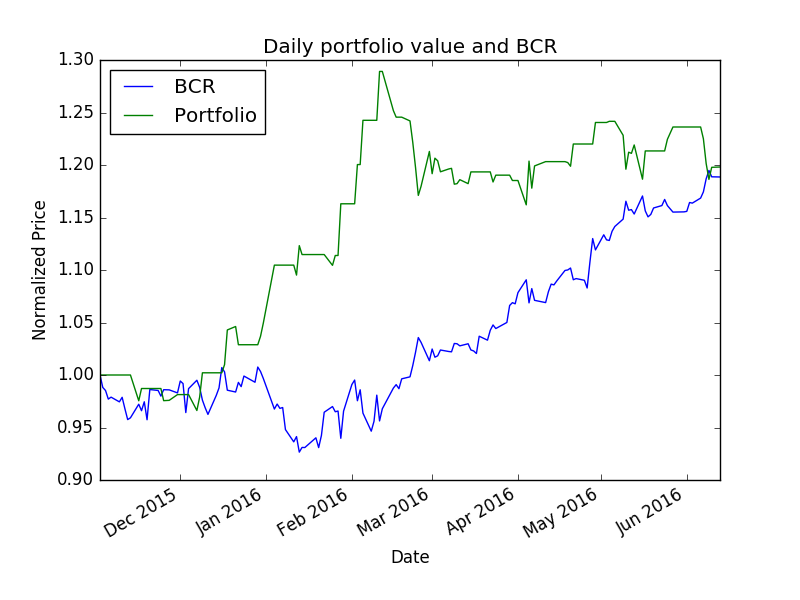 Daily portfolio value and BCR
BCR
Portfolio
1.30
1.25
1.20
1.15
1.10
1.05
1.00
0.95
0.90
Normalized Price
Dec 2015
Jan 2016
Feb 2016
Mar 2016
Apr 2016
May 2016
Jun 2016
Date